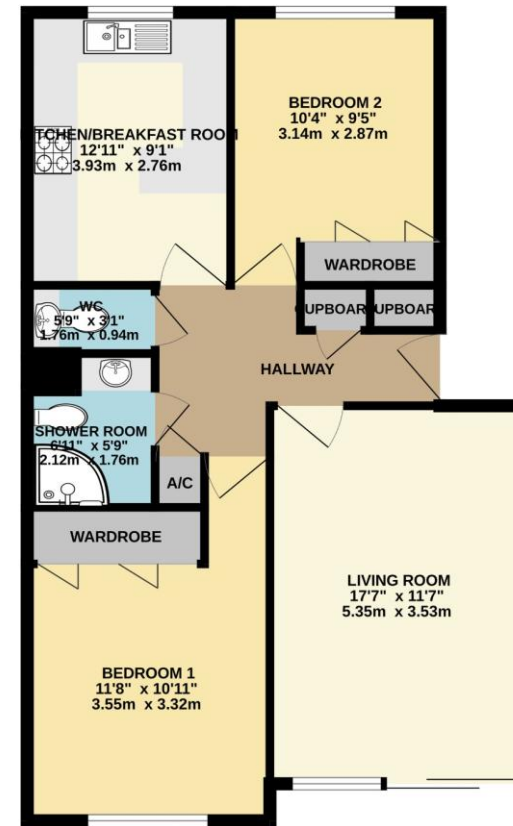 KITCHEN/BREAKFAST ROOM
12'11" x 9'1"
3.93m x 2.76m
BEDROOM 2
10'4" x 9'5"
3.14m x 2.87m
WARDROBE
CUPBOARD
CUPBOARD
WC
5'9" x 3'1"
1.76m x 0.94m
HALLWAY
SHOWER ROOM
6'11" x 5'9"
2.12m x 1.76m
A/C
WARDROBE
LIVING ROOM
17'7" x 11'7"
5.35m x 3.53m
BEDROOM 1
11'8" x 10'11"
3.55m x 3.32m